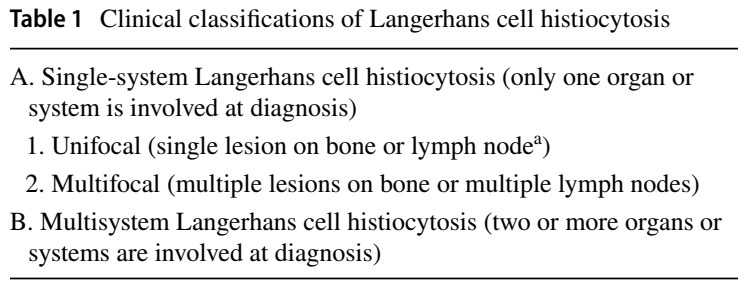 Table 1 Clinical classifications of Langerhans cell histiocytosis
A. Single-system Langerhans cell histiocytosis (only one organ or
system is involved at diagnosis)
1. Unifocal (single lesion on bone or lymph nodeᵃ)
2. Multifocal (multiple lesions on bone or multiple lymph nodes)
B. Multisystem Langerhans cell histiocytosis (two or more organs or
systems are involved at diagnosis)